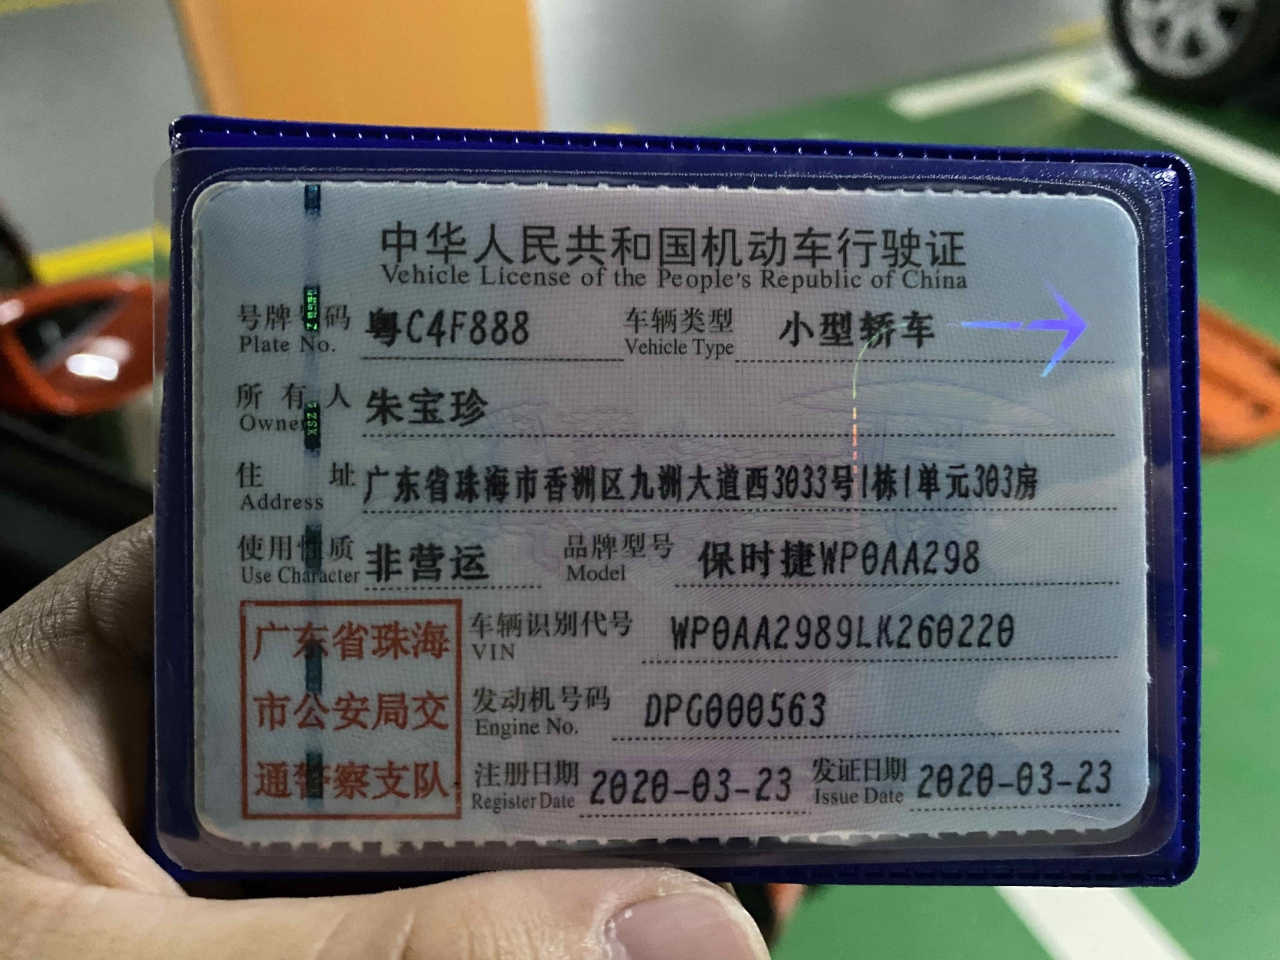 中华人民共和国机动车行驶证
Vehicle License of the People's Republic of China
号牌号码 粤C4F888 车辆类型 小型轿车
Plate No. Vehicle Type
所有人 朱宝珍
Owner
住址 广东省珠海市香洲区九洲大道西3033号1栋1单元303房
Address
使用性质 非营运 品牌型号 保时捷WP0AA298
Use Character Model
广东省珠海
市公安局交
通警察支队
车辆识别代号 WP0AA2989LK260220
VIN
发动机号码 DPG000563
Engine No.
注册日期 2020-03-23 发证日期 2020-03-23
Register Date Issue Date